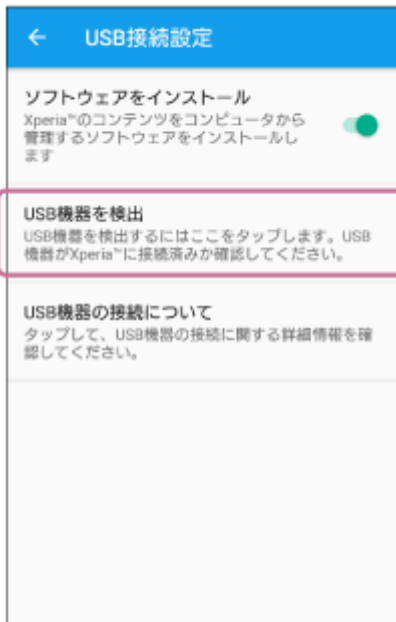 ← USB接続設定
ソフトウェアをインストール
Xperia™のコンテンツをコンピュータから
管理するソフトウェアをインストールし
ます
USB機器を検出
USB機器を検出するにはここをタップします。USB
機器がXperia™に接続済みか確認してください。
USB機器の接続について
タップして、USB機器の接続に関する詳細情報を確
認してください。